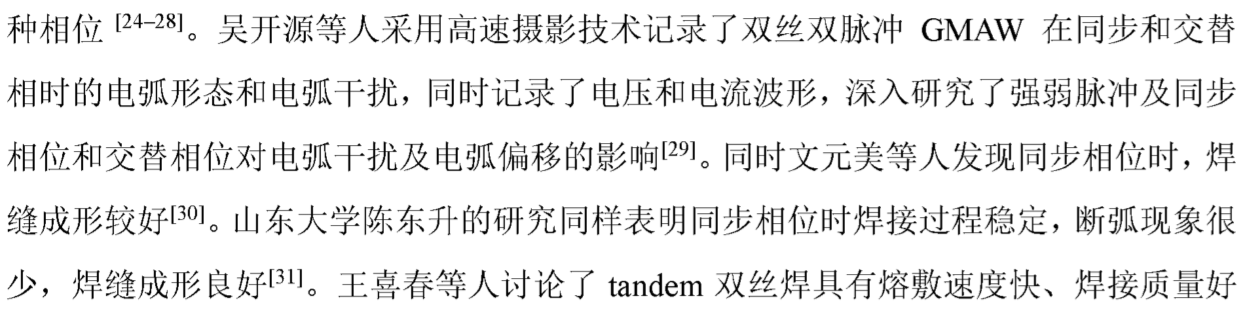 种相位 [24–28]。吴开源等人采用高速摄影技术记录了双丝双脉冲 GMAW 在同步和交替
相时的电弧形态和电弧干扰，同时记录了电压和电流波形，深入研究了强弱脉冲及同步
相位和交替相位对电弧干扰及电弧偏移的影响[29]。同时文元美等人发现同步相位时，焊
缝成形较好[30]。山东大学陈东升的研究同样表明同步相位时焊接过程稳定，断弧现象很
少，焊缝成形良好[31]。王喜春等人讨论了 tandem 双丝焊具有熔敷速度快、焊接质量好